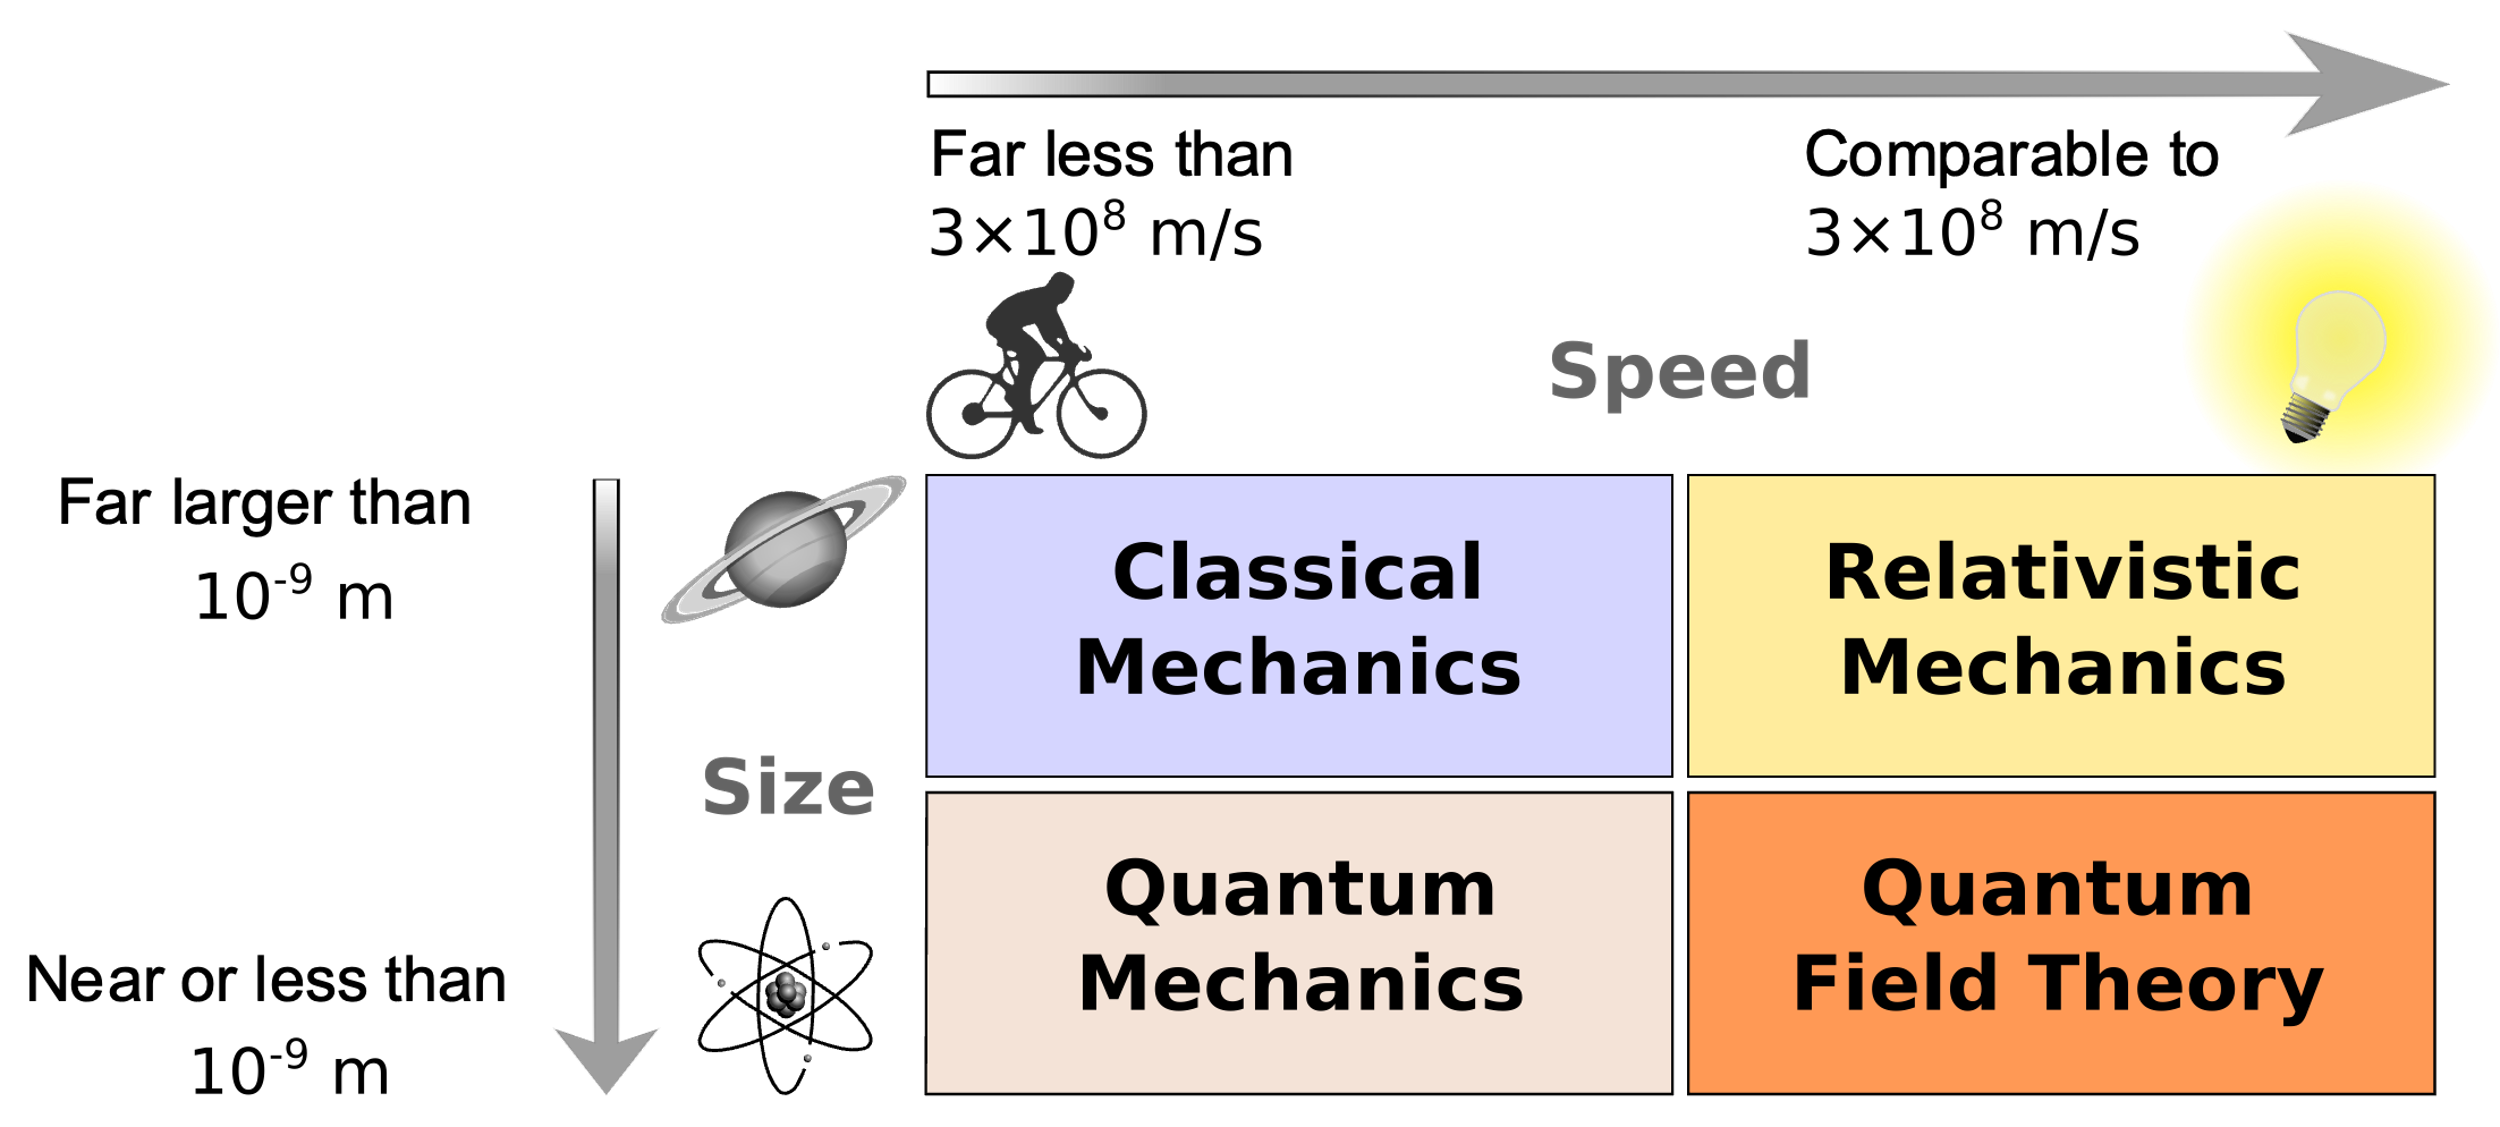 Far less than
3×10⁸ m/s
Comparable to
3×10⁸ m/s
Speed
Far larger than
10⁻⁹ m
Classical
Mechanics
Relativistic
Mechanics
Size
Near or less than
10⁻⁹ m
Quantum
Mechanics
Quantum
Field Theory